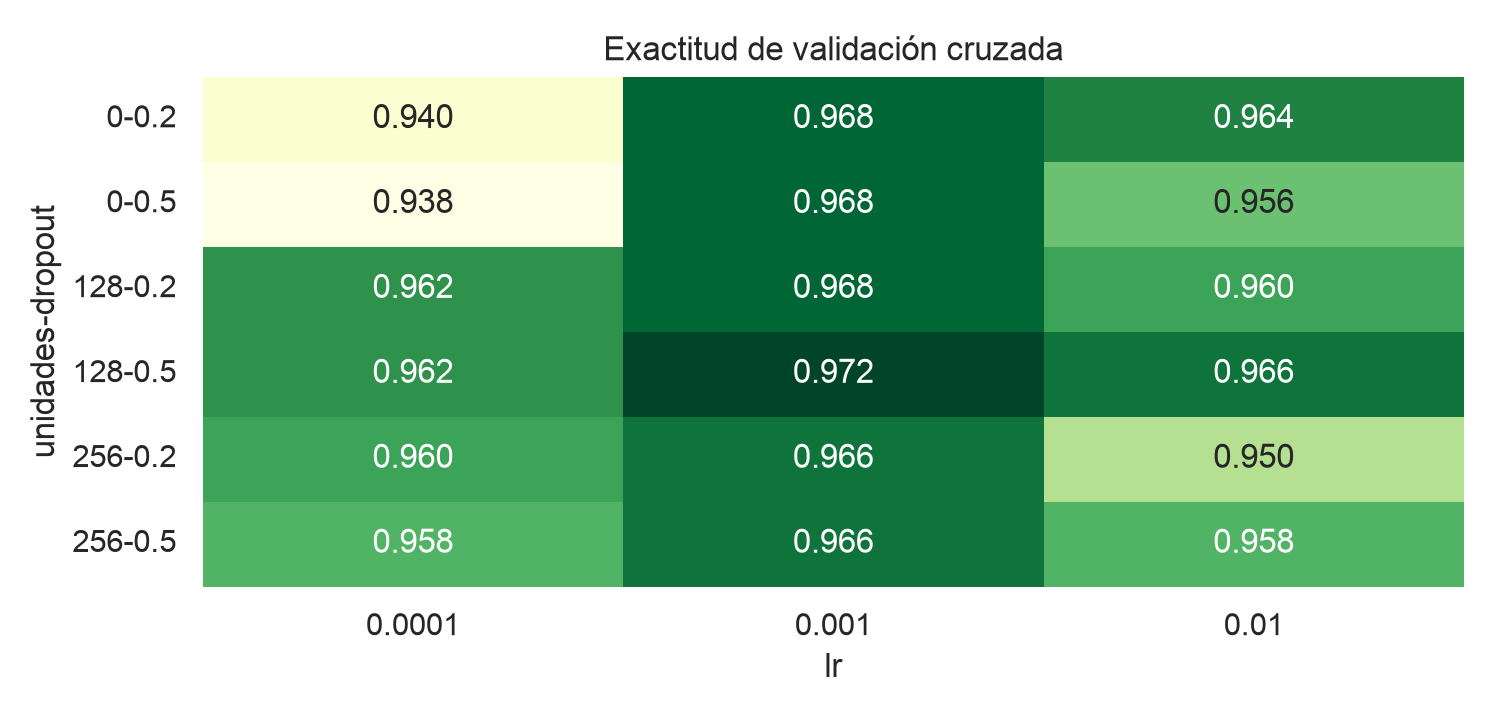 Exactitud de validación cruzada
unidades-dropout
0-0.2 0.940 0.968 0.964
0-0.5 0.938 0.968 0.956
128-0.2 0.962 0.968 0.960
128-0.5 0.962 0.972 0.966
256-0.2 0.960 0.966 0.950
256-0.5 0.958 0.966 0.958
0.0001 0.001 0.01
lr